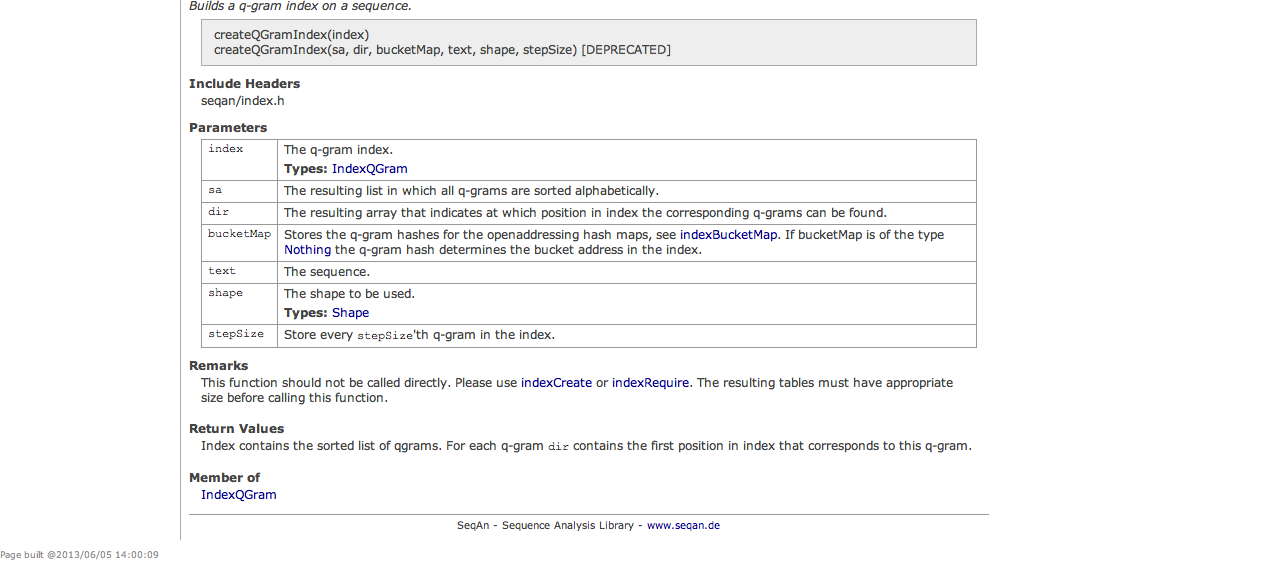 Builds a q-gram index on a sequence.
createQGramIndex(index)
createQGramIndex(sa, dir, bucketMap, text, shape, stepSize) [DEPRECATED]
Include Headers
seqan/index.h
Parameters
index The q-gram index.
Types: IndexQGram
sa The resulting list in which all q-grams are sorted alphabetically.
dir The resulting array that indicates at which position in index the corresponding q-grams can be found.
bucketMap Stores the q-gram hashes for the openaddressing hash maps, see indexBucketMap. If bucketMap is of the type
Nothing the q-gram hash determines the bucket address in the index.
text The sequence.
shape The shape to be used.
Types: Shape
stepSize Store every stepSize'th q-gram in the index.
Remarks
This function should not be called directly. Please use indexCreate or indexRequire. The resulting tables must have appropriate
size before calling this function.
Return Values
Index contains the sorted list of qgrams. For each q-gram dir contains the first position in index that corresponds to this q-gram.
Member of
IndexQGram
SeqAn - Sequence Analysis Library - www.seqan.de
Page built @2013/06/05 14:00:09